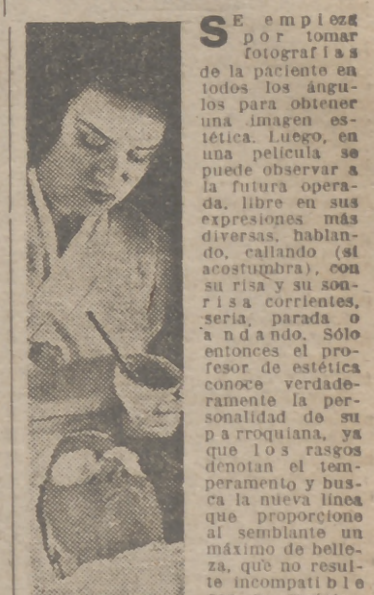 SE empieza
por tomar
fotografías
de la paciente en
todos los ángu-
los para obtener
una imagen es-
tética. Luego, en
una película se
puede observar a
la futura opera-
da, libre en sus
expresiones más
diversas, hablan-
do, callando (si
acostumbra), con
su risa y su son-
risa corrientes,
seria, parada o
andando. Sólo
entonces el pro-
fesor de estética
conoce verdade-
ramente la per-
sonalidad de su
parroquiana, ya
que los rasgos
denotan el tem-
peramento y bus-
ca la nueva línea
que proporcione
al semblante un
máximo de belle-
za, que no resul-
te incompatible